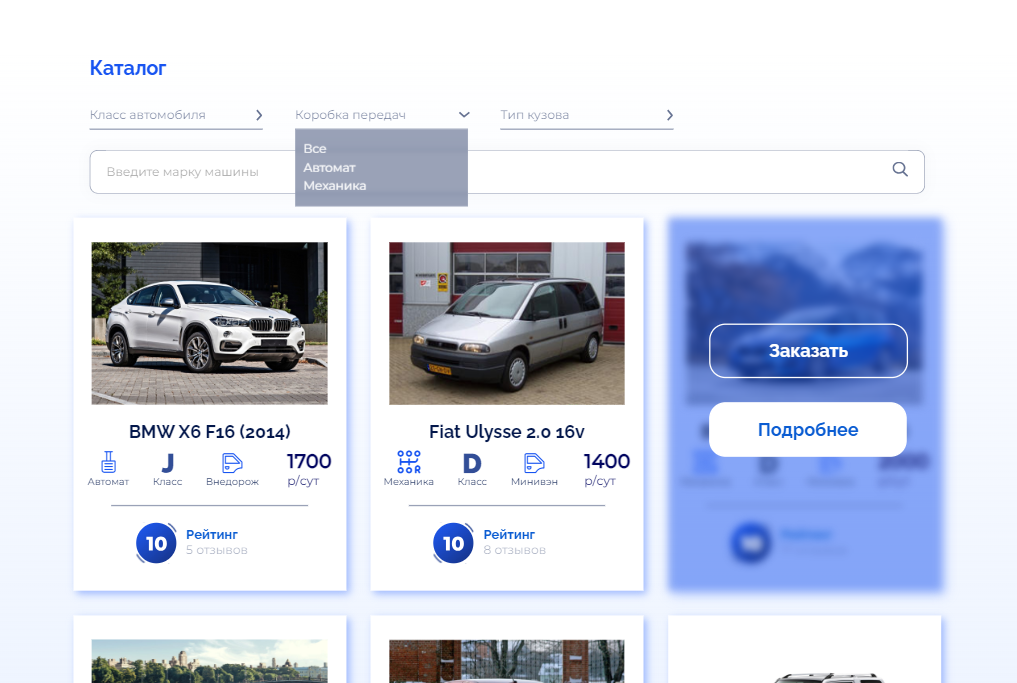 Каталог
Класс автомобиля
Коробка передач
Тип кузова
Все
Автомат
Механика
Введите марку машины
BMW X6 F16 (2014)
Автомат
J
Класс
Внедорож
1700
р/сут
10
Рейтинг
5 отзывов
Fiat Ulysse 2.0 16v
Механика
D
Класс
Минивэн
1400
р/сут
10
Рейтинг
8 отзывов
Заказать
Подробнее